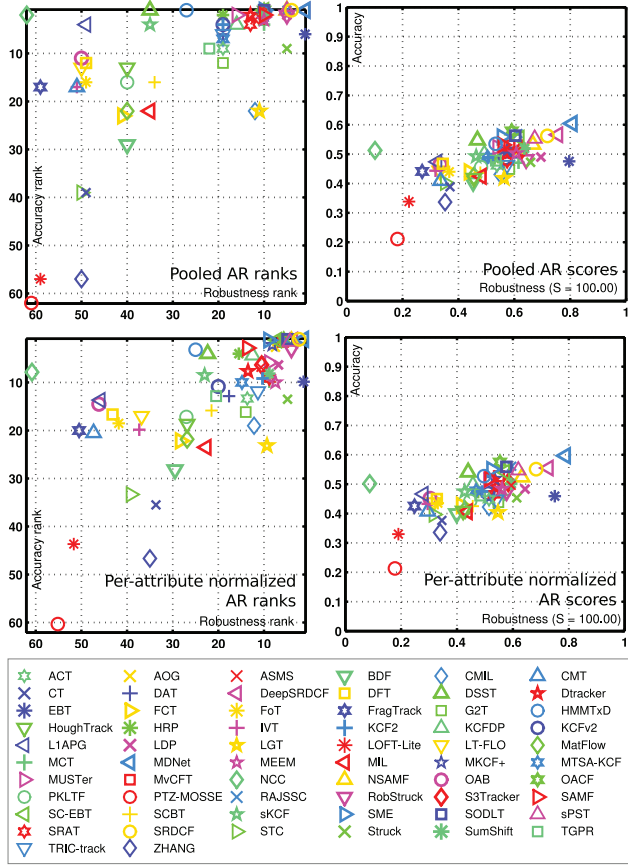 10
20
30
40
50
60
Accuracy rank
Pooled AR ranks
Robustness rank
60 50 40 30 20 10
1
0.9
0.8
0.7
0.6
0.5
0.4
0.3
0.2
0.1
0
Accuracy
Pooled AR scores
Robustness (S = 100.00)
0 0.2 0.4 0.6 0.8 1
10
20
30
40
50
60
Accuracy rank
Per-attribute normalized
AR ranks
Robustness rank
60 50 40 30 20 10
1
0.9
0.8
0.7
0.6
0.5
0.4
0.3
0.2
0.1
0
Accuracy
Per-attribute normalized
AR scores
Robustness (S = 100.00)
0 0.2 0.4 0.6 0.8 1
ACT AOG ASMS BDF CMIL CMT
CT DAT DeepSRDCF DFT DSST Dtracker
EBT FCT FoT FragTrack G2T HMMTxD
HoughTrack HRP IVT KCF2 KCFDP KCFv2
L1APG LDP LGT LOFT-Lite LT-FLO MatFlow
MCT MDNet MEEM MIL MKCF+ MTSA-KCF
MUSTer MvCFT NCC NSAMF OAB OACF
PKLTF PTZ-MOSSE RAJSSC RobStruck S3Tracker SAMF
SC-EBT SCBT sKCF SME SODLT sPST
SRAT SRDCF STC Struck SumShift TGPR
TRIC-track ZHANG